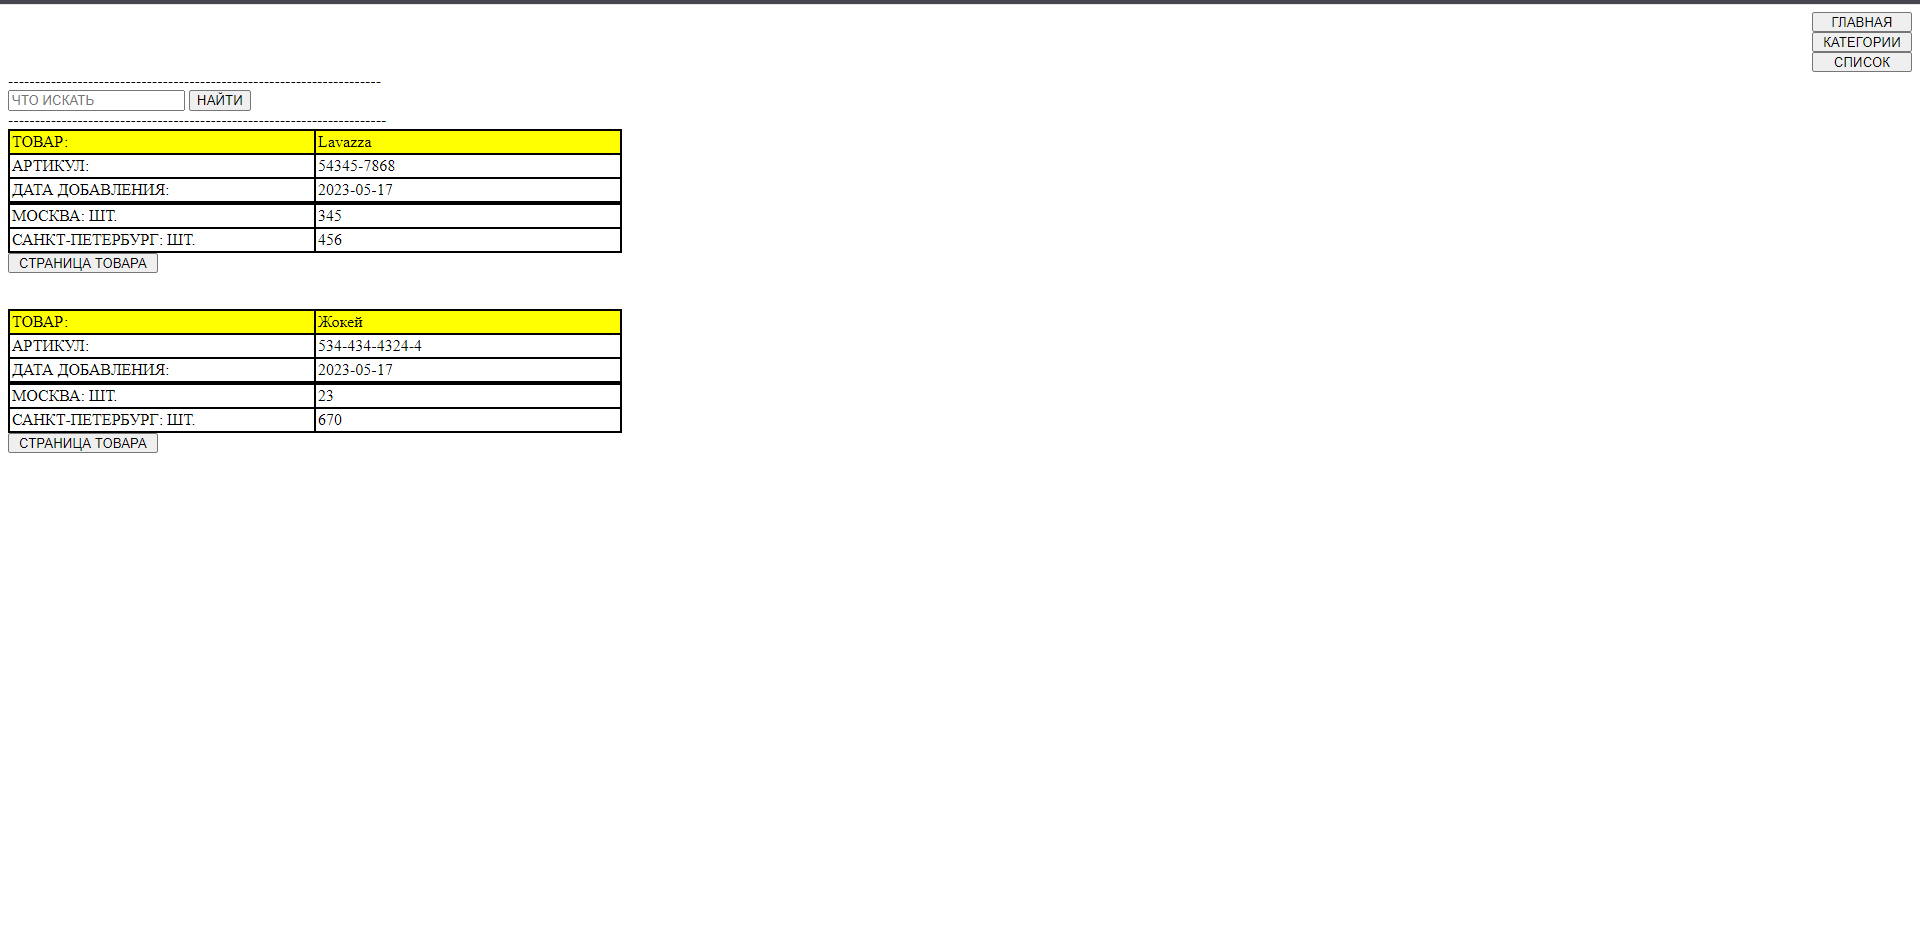 ГЛАВНАЯ
КАТЕГОРИИ
СПИСОК
----------------------------------------------------------------------
ЧТО ИСКАТЬ НАЙТИ
-----------------------------------------------------------------------
ТОВАР: Lavazza
АРТИКУЛ: 54345-7868
ДАТА ДОБАВЛЕНИЯ: 2023-05-17
МОСКВА: ШТ. 345
САНКТ-ПЕТЕРБУРГ: ШТ. 456
СТРАНИЦА ТОВАРА
ТОВАР: Жокей
АРТИКУЛ: 534-434-4324-4
ДАТА ДОБАВЛЕНИЯ: 2023-05-17
МОСКВА: ШТ. 23
САНКТ-ПЕТЕРБУРГ: ШТ. 670
СТРАНИЦА ТОВАРА